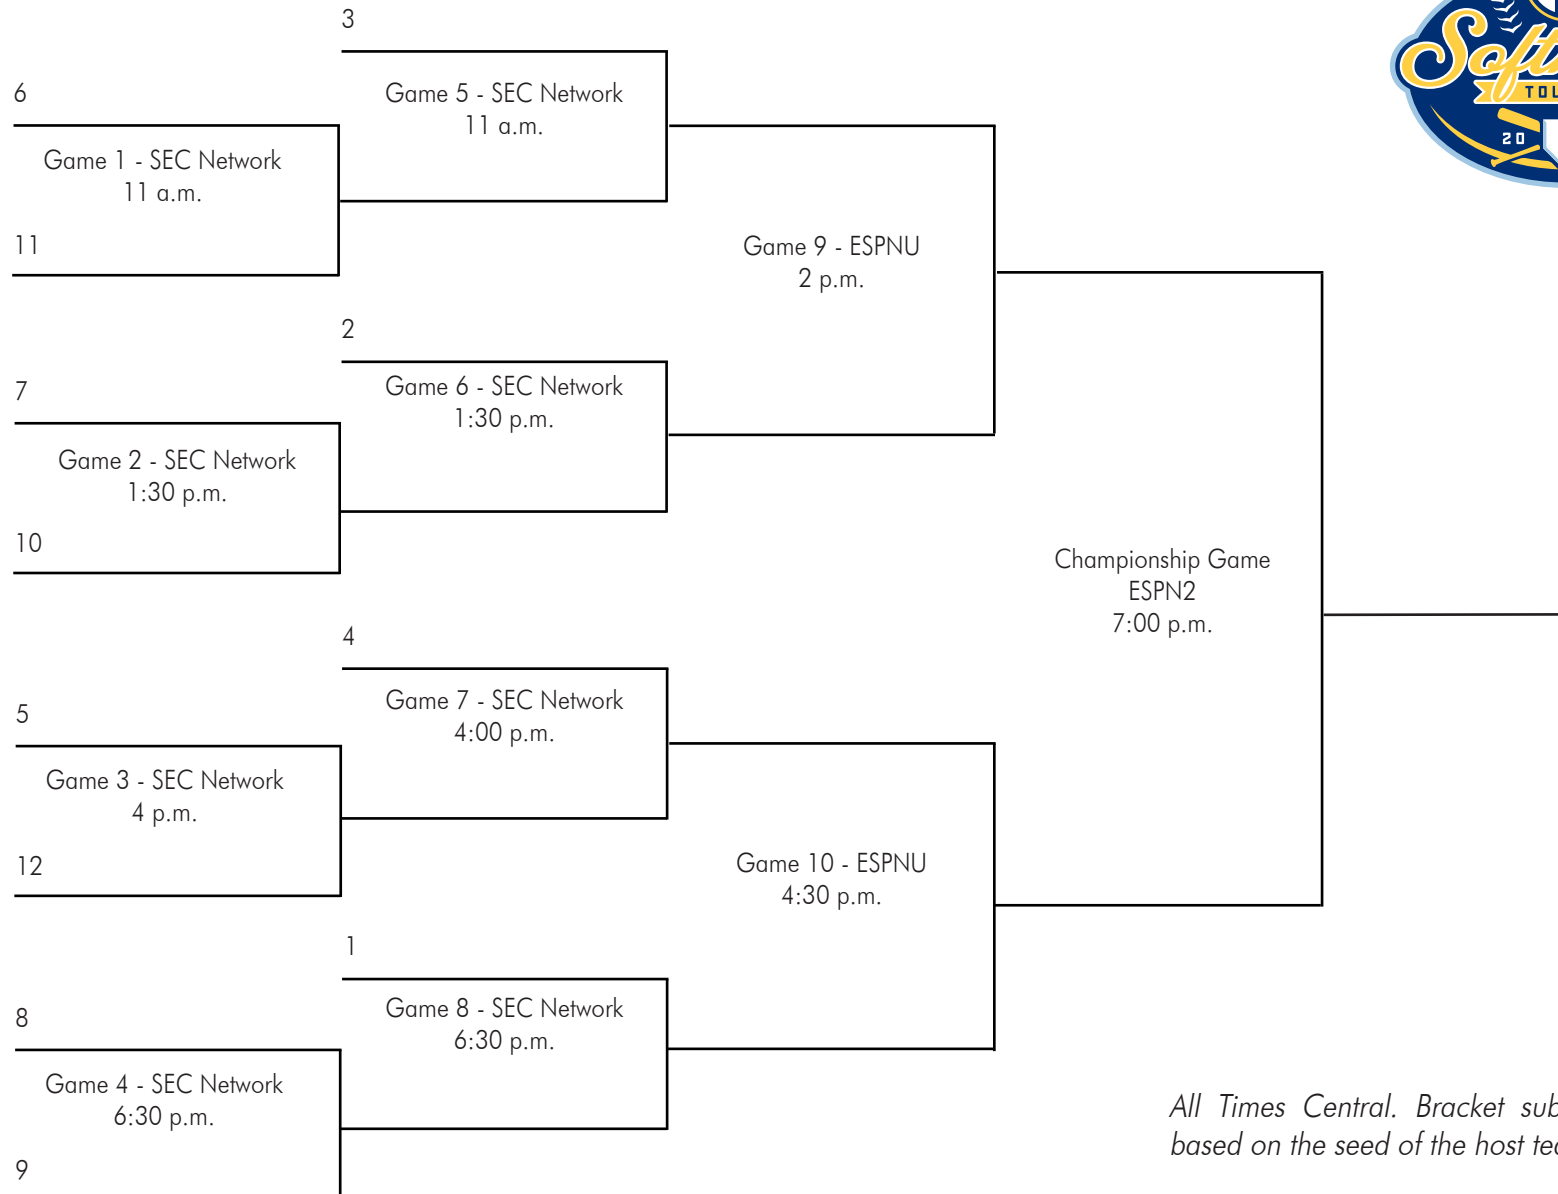 3
6
Game 5 - SEC Network
11 a.m.
Game 1 - SEC Network
11 a.m.
11
Game 9 - ESPNU
2 p.m.
2
7
Game 6 - SEC Network
1:30 p.m.
Game 2 - SEC Network
1:30 p.m.
10
Championship Game
ESPN2
7:00 p.m.
4
5
Game 7 - SEC Network
4:00 p.m.
Game 3 - SEC Network
4 p.m.
12
Game 10 - ESPNU
4:30 p.m.
1
8
Game 8 - SEC Network
6:30 p.m.
Game 4 - SEC Network
6:30 p.m.
9
20
All Times Central. Bracket
based on the seed of the host